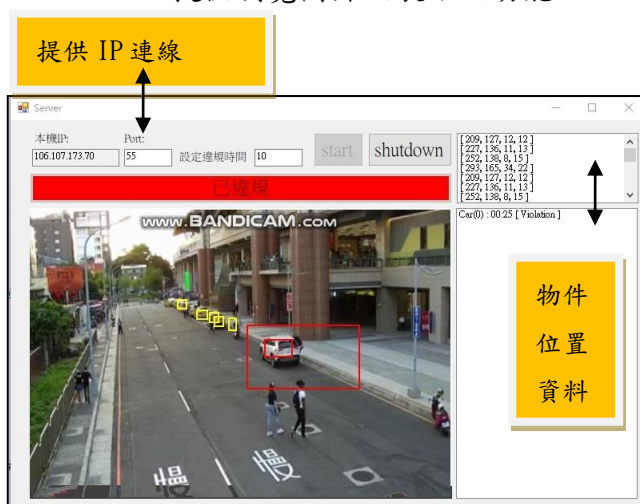 提供 IP 連線
Server
本機IP:
Port:
106.107.173.70
55
設定違規時間
10
start
shutdown
已違規
[ 209, 127, 12, 12 ]
[ 227, 136, 11, 13 ]
[ 252, 138, 8, 15 ]
[ 293, 165, 34, 22 ]
[ 209, 127, 12, 12 ]
[ 227, 136, 11, 13 ]
[ 252, 138, 8, 15 ]
Car(0) : 00:25 [ Violation ]
www.BANDICAM.com
物件
位置
資料
慢
慢